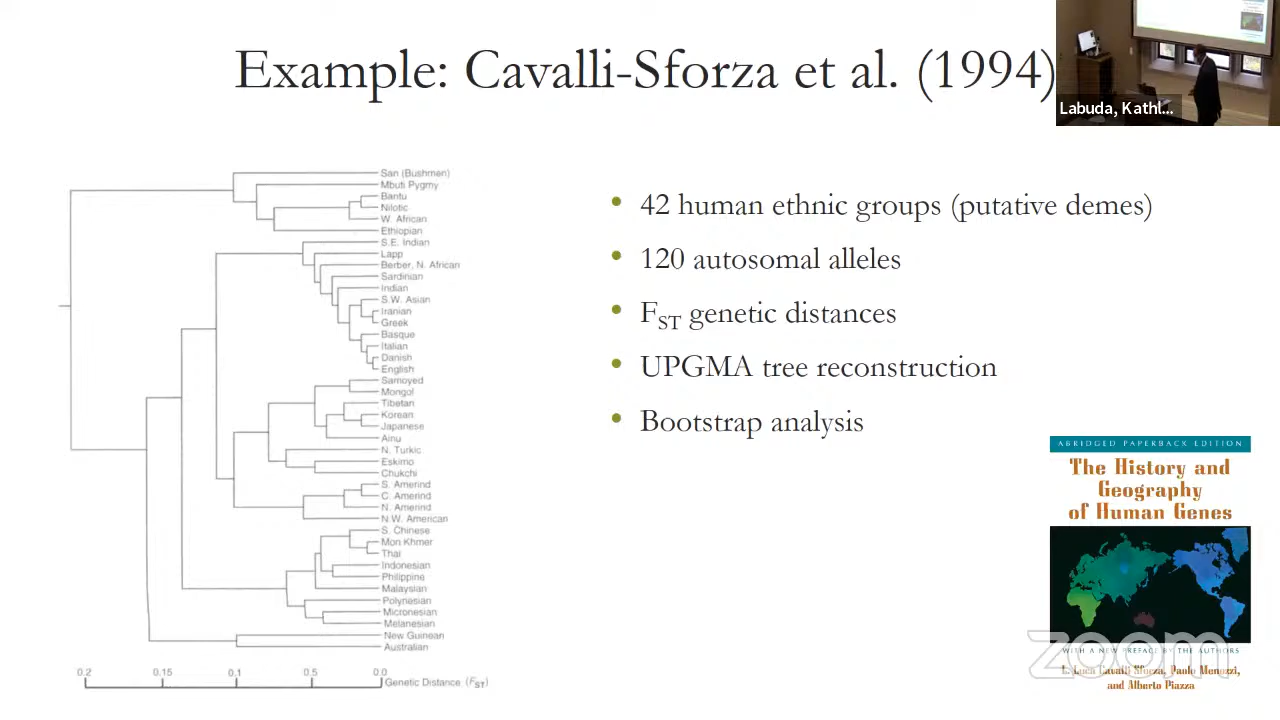 Example: Cavalli-Sforza et al. (1994)
Labuda, Kathl...
San (Bushmen)
Mbuti Pygmy
Bantu
Nilotic
W. African
Ethiopian
S.E. Indian
Lapp
Berber, N. African
Sardinian
Indian
S.W. Asian
Iranian
Greek
Basque
Italian
Danish
English
Samoyed
Mongol
Tibetan
Korean
Japanese
Ainu
N. Turkic
Eskimo
Chukchi
S. Amerind
C. Amerind
N. Amerind
N.W. American
S. Chinese
Mon Khmer
Thai
Indonesian
Philippine
Malaysian
Polynesian
Micronesian
Melanesian
New Guinean
Australian
0.2 0.15 0.1 0.5 0.0
Genetic Distance (FST)
• 42 human ethnic groups (putative demes)
• 120 autosomal alleles
• FST genetic distances
• UPGMA tree reconstruction
• Bootstrap analysis
ABRIDGED PAPERBACK EDITION
The History and
Geography
of Human Genes
zoom
WITH A NEW PREFACE BY THE AUTHORS
L. Luca Cavalli-Sforza, Paolo Menozzi,
and Alberto Piazza